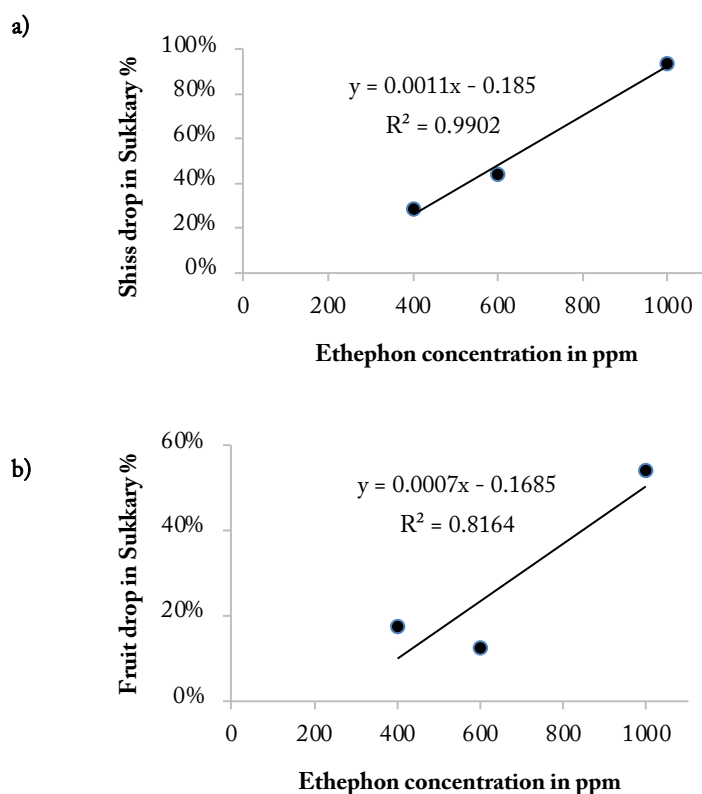 a)
Shiss drop in Sukkary %
100%
80%
60%
40%
20%
0%
y = 0.0011x - 0.185
R² = 0.9902
0 200 400 600 800 1000
Ethephon concentration in ppm
b)
Fruit drop in Sukkary %
60%
40%
20%
0%
y = 0.0007x - 0.1685
R² = 0.8164
0 200 400 600 800 1000
Ethephon concentration in ppm